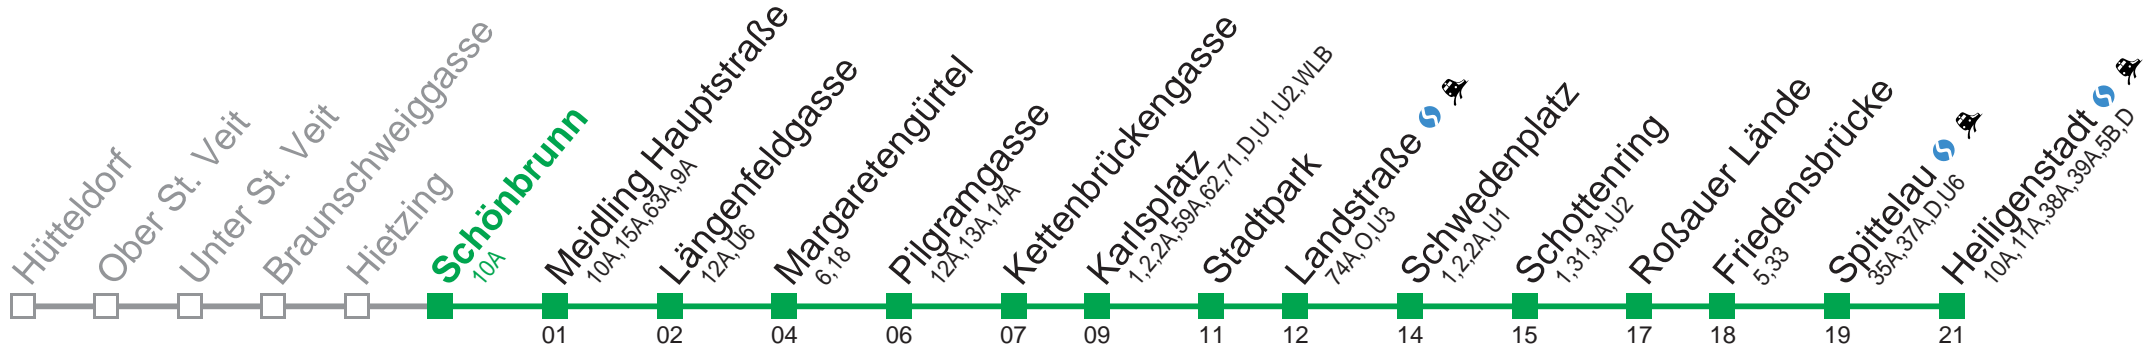 Hütteldorf
Ober St. Veit
Unter St. Veit
Braunschweiggasse
Hietzing
Schönbrunn
10A
Meidling Hauptstraße
10A,15A,63A,9A
Längenfeldgasse
12A,U6
Margaretengürtel
6,18
Pilgramgasse
12A,13A,14A
Kettenbrückengasse
Karlsplatz
1,2,2A,59A,62,71,D,U1,U2,WLB
Stadtpark
Landstraße
74A,O,U3
Schwedenplatz
1,2,2A,U1
Schottenring
1,31,3A,U2
Roßauer Lände
Friedensbrücke
5,33
Spittelau
35A,37A,D,U6
Heiligenstadt
10A,11A,38A,39A,5B,D
01 02 04 06 07 09 11 12 14 15 17 18 19 21